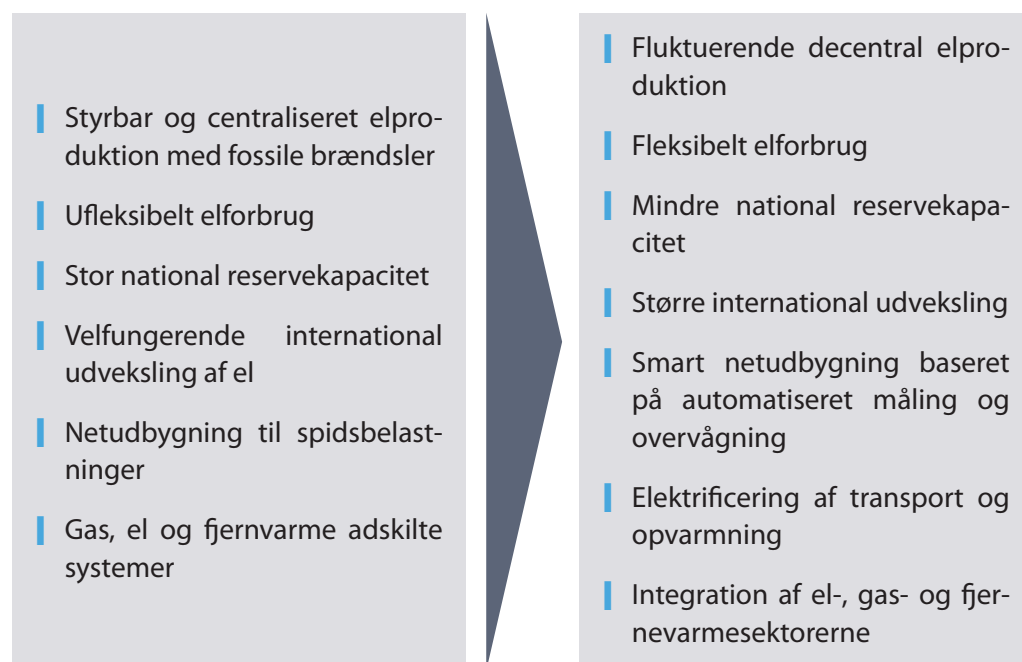 Styrbar og centraliseret elpro-
duktion med fossile brændsler
Ufleksibelt elforbrug
Stor national reservekapacitet
Velfungerende international
udveksling af el
Netudbygning til spidsbelast-
ninger
Gas, el og fjernvarme adskilte
systemer
Fluktuerende decentral elpro-
duktion
Fleksibelt elforbrug
Mindre national reservekapa-
citet
Større international udveksling
Smart netudbygning baseret
på automatiseret måling og
overvågning
Elektrificering af transport og
opvarmning
Integration af el-, gas- og fjer-
nevarmesektorerne